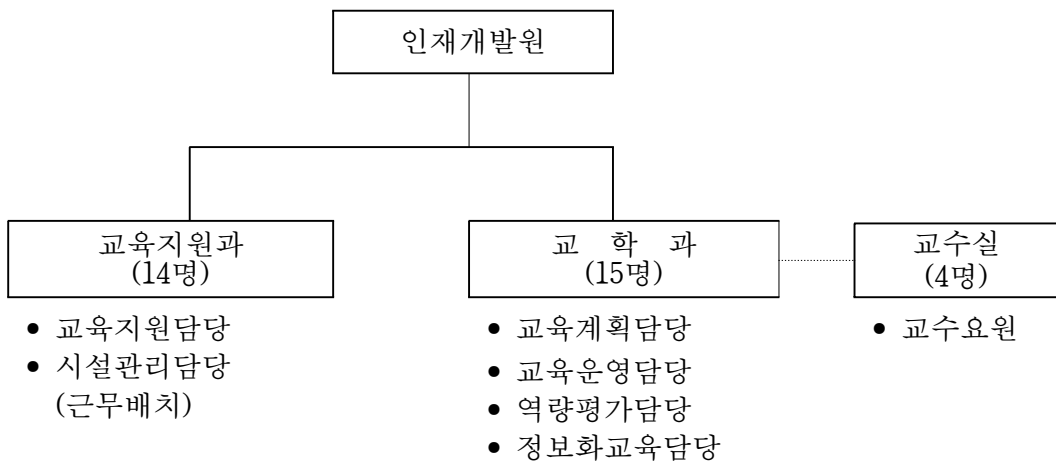 인재개발원
교육지원과
(14명)
• 교육지원담당
• 시설관리담당
(근무배치)
교 학 과
(15명)
• 교육계획담당
• 교육운영담당
• 역량평가담당
• 정보화교육담당
교수실
(4명)
• 교수요원